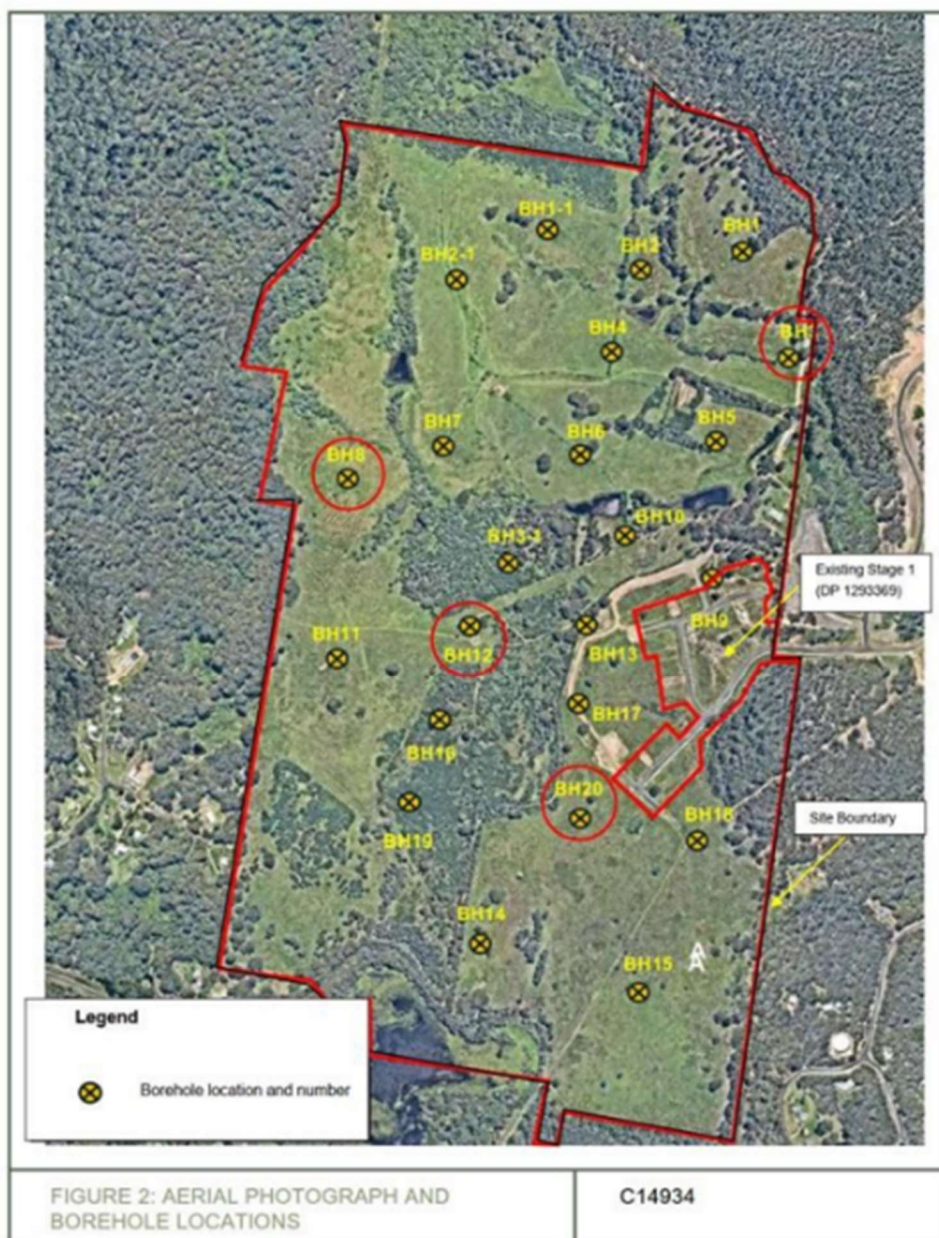 BH1-1
BH2
BH1
BH2-1
BH4
BH
BH7
BH6
BH5
BH8
BH10
BH3-1
Existing Stage 1
(DP 1293369)
BH9
BH11
BH12
BH13
BH17
BH16
BH20
BH18
Site Boundary
BH19
BH14
BH15
Legend
Borehole location and number
FIGURE 2: AERIAL PHOTOGRAPH AND
BOREHOLE LOCATIONS
C14934